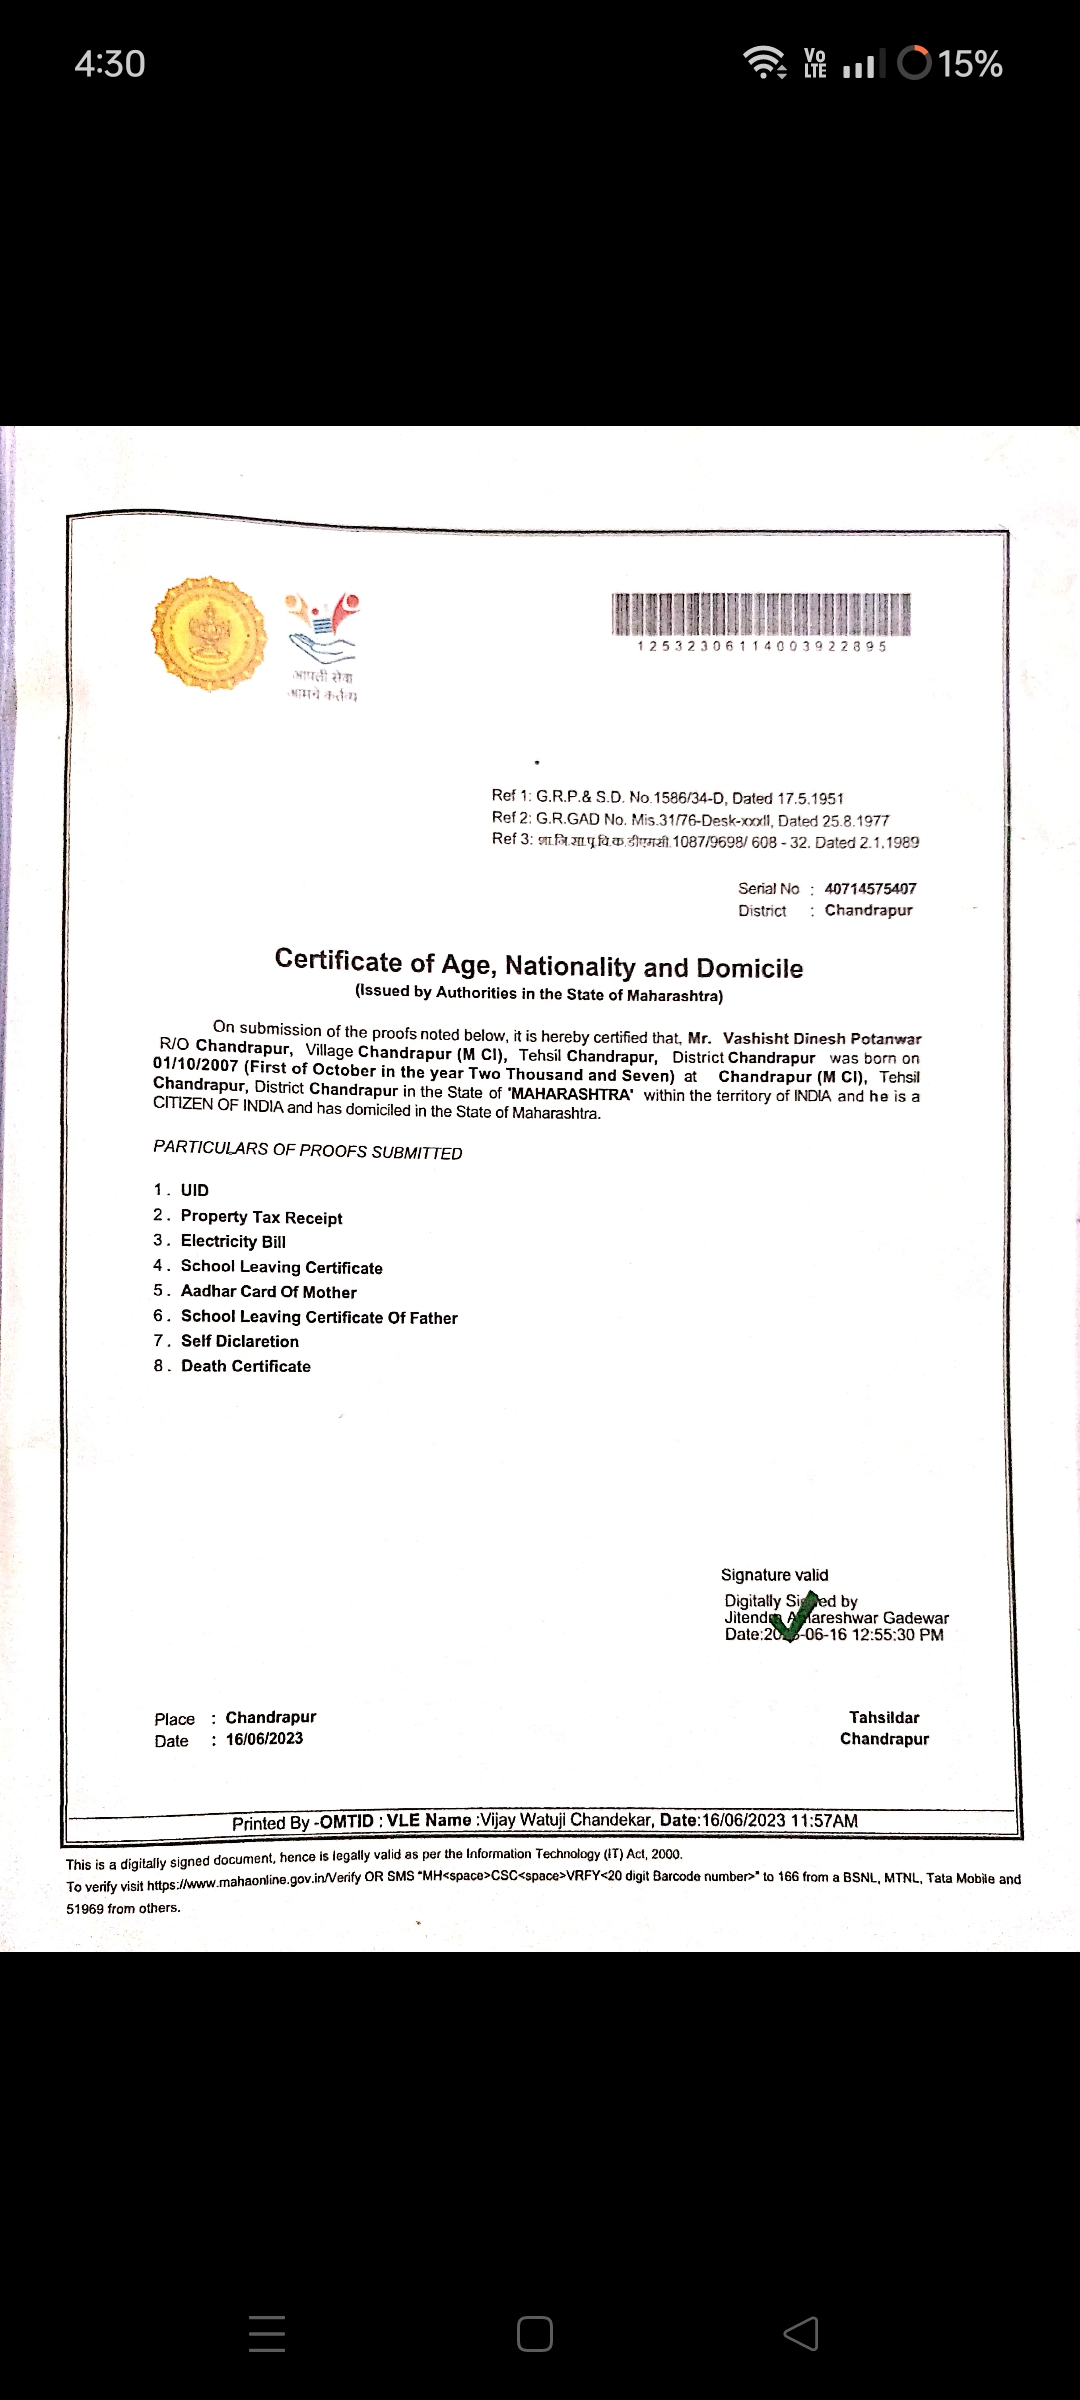 4:30
Vo LTE 15%
आपली सेवा
आमचे कर्तव्य
12532306114003922895
Ref 1: G.R.P.& S.D. No.1586/34-D, Dated 17.5.1951
Ref 2: G.R.GAD No. Mis.31/76-Desk-xxxII, Dated 25.8.1977
Ref 3: शा.नि.सा.पू.वि.क्र.डीएमसी.1087/9698/ 608 - 32. Dated 2.1.1989
Serial No : 40714575407
District : Chandrapur
Certificate of Age, Nationality and Domicile
(Issued by Authorities in the State of Maharashtra)
On submission of the proofs noted below, it is hereby certified that, Mr. Vashisht Dinesh Potanwar
R/O Chandrapur, Village Chandrapur (M Cl), Tehsil Chandrapur, District Chandrapur was born on
01/10/2007 (First of October in the year Two Thousand and Seven) at Chandrapur (M Cl), Tehsil
Chandrapur, District Chandrapur in the State of 'MAHARASHTRA' within the territory of INDIA and he is a
CITIZEN OF INDIA and has domiciled in the State of Maharashtra.
PARTICULARS OF PROOFS SUBMITTED
1. UID
2. Property Tax Receipt
3. Electricity Bill
4. School Leaving Certificate
5. Aadhar Card Of Mother
6. School Leaving Certificate Of Father
7. Self Diclaretion
8. Death Certificate
Signature valid
Digitally Signed by
Jitendra Amareshwar Gadewar
Date:2023-06-16 12:55:30 PM
Place : Chandrapur
Date : 16/06/2023
Tahsildar
Chandrapur
Printed By -OMTID : VLE Name :Vijay Watuji Chandekar, Date:16/06/2023 11:57AM
This is a digitally signed document, hence is legally valid as per the Information Technology (IT) Act, 2000.
To verify visit https://www.mahaonline.gov.in/Verify OR SMS "MH<space>CSC<space>VRFY<20 digit Barcode number>" to 166 from a BSNL, MTNL, Tata Mobile and
51969 from others.